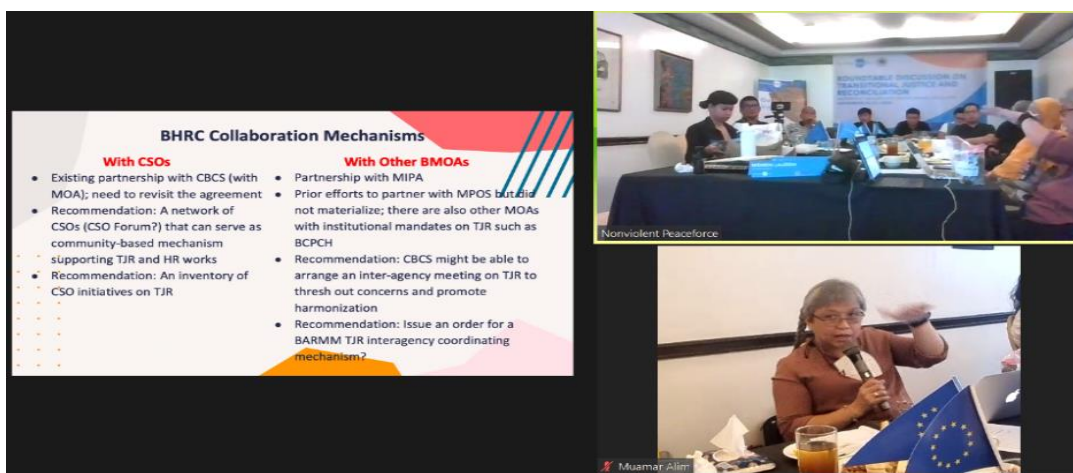 BHRC Collaboration Mechanisms
With CSOs
● Existing partnership with CBCS (with
MOA); need to revisit the agreement
● Recommendation: A network of
CSOs (CSO Forum?) that can serve as
community-based mechanism
supporting TJR and HR works
● Recommendation: An inventory of
CSO initiatives on TJR
With Other BMOAs
● Partnership with MIPA
● Prior efforts to partner with MPOS but did
not materialize; there are also other MOAs
with institutional mandates on TJR such as
BCPCH
● Recommendation: CBCS might be able to
arrange an inter-agency meeting on TJR to
thresh out concerns and promote
harmonization
● Recommendation: Issue an order for a
BARMM TJR interagency coordinating
mechanism?
ROUNDTABLE DISCUSSION ON
TRANSITIONAL JUSTICE AND
RECONCILIATION
Nonviolent Peaceforce
Muamar Alim